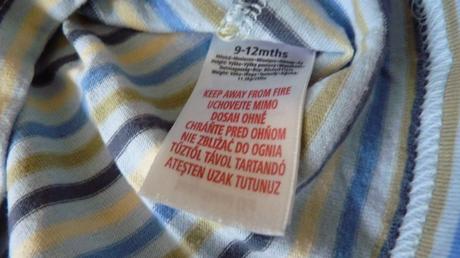 9-12mths
KEEP AWAY FROM FIRE
UCHOVEJTE MIMO
DOSAH OHNĚ
CHRÁŇTE PRED OHŇOM
NIE ZBLIŻAĆ DO OGNIA
TŰZTŐL TÁVOL TARTANDÓ
ATEŞTEN UZAK TUTUNUZ